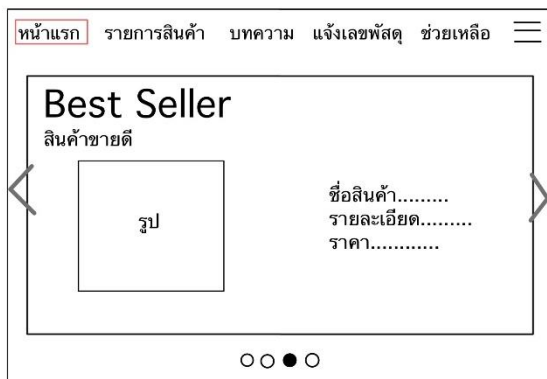 หน้าแรก รายการสินค้า บทความ แจ้งเลขพัสดุ ช่วยเหลือ
Best Seller
สินค้าขายดี
รูป
ชื่อสินค้า.........
รายละเอียด.........
ราคา............